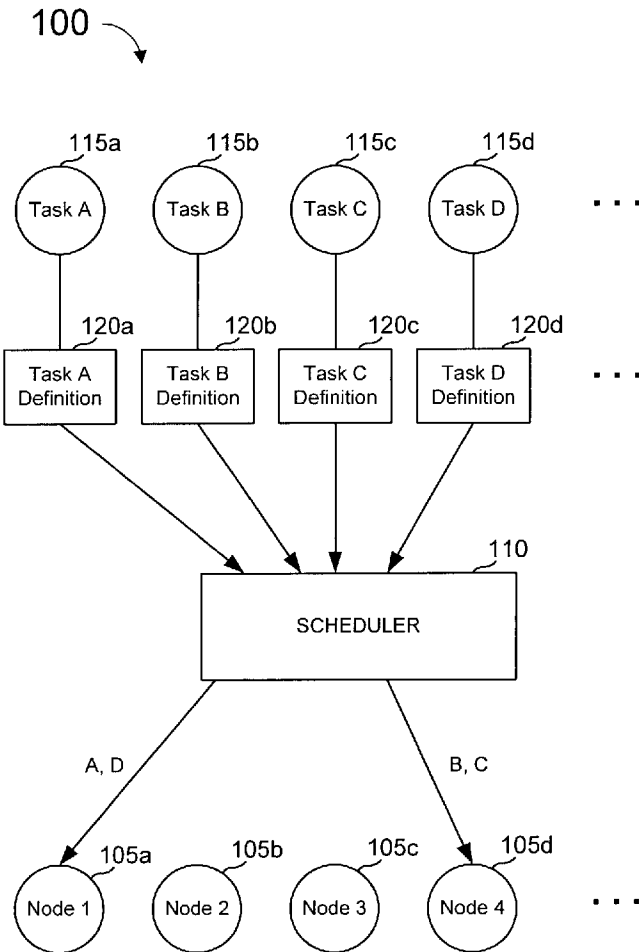 100
115a 115b 115c 115d
Task A Task B Task C Task D . . .
120a 120b 120c 120d
Task A Definition Task B Definition Task C Definition Task D Definition . . .
110
SCHEDULER
A, D B, C
105a 105b 105c 105d
Node 1 Node 2 Node 3 Node 4 . . .